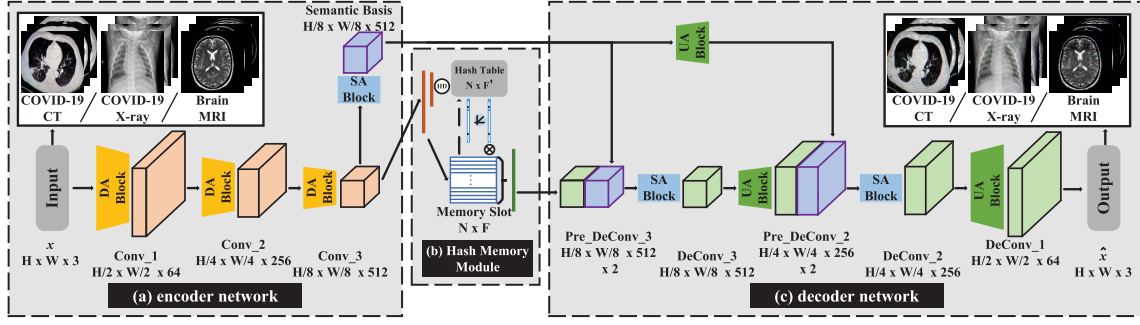 COVID-19
CT
COVID-19
X-ray
Brain
MRI
Input
x
H x W x 3
DA
Block
Conv_1
H/2 x W/2 x 64
DA
Block
Conv_2
H/4 x W/4 x 256
DA
Block
Conv_3
H/8 x W/8 x 512
Semantic Basis
H/8 x W/8 x 512
SA
Block
(a) encoder network
HD
Hash Table
N x F'
Memory Slot
N x F
(b) Hash Memory
Module
UA
Block
Pre_DeConv_3
H/8 x W/8 x 512
x 2
SA
Block
DeConv_3
H/8 x W/8 x 512
UA
Block
Pre_DeConv_2
H/4 x W/4 x 256
x 2
SA
Block
DeConv_2
H/4 x W/4 x 256
UA
Block
DeConv_1
H/2 x W/2 x 64
COVID-19
CT
COVID-19
X-ray
Brain
MRI
Output
x̂
H x W x 3
(c) decoder network